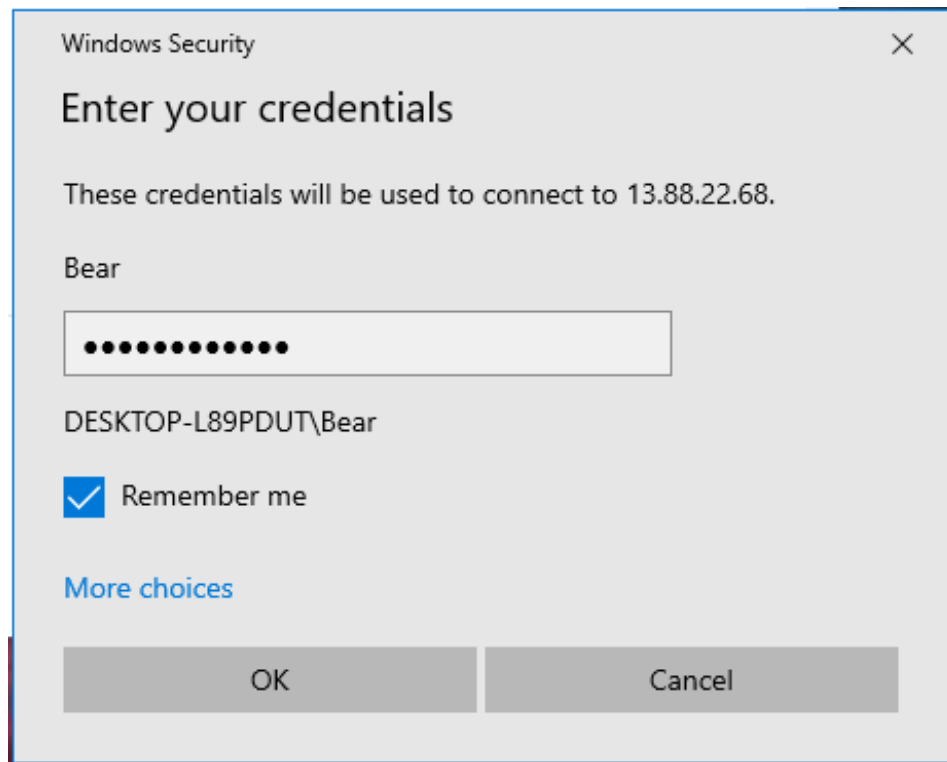 Windows Security
Enter your credentials
These credentials will be used to connect to 13.88.22.68.
Bear
••••••••••••
DESKTOP-L89PDUT\Bear
Remember me
More choices
OK
Cancel